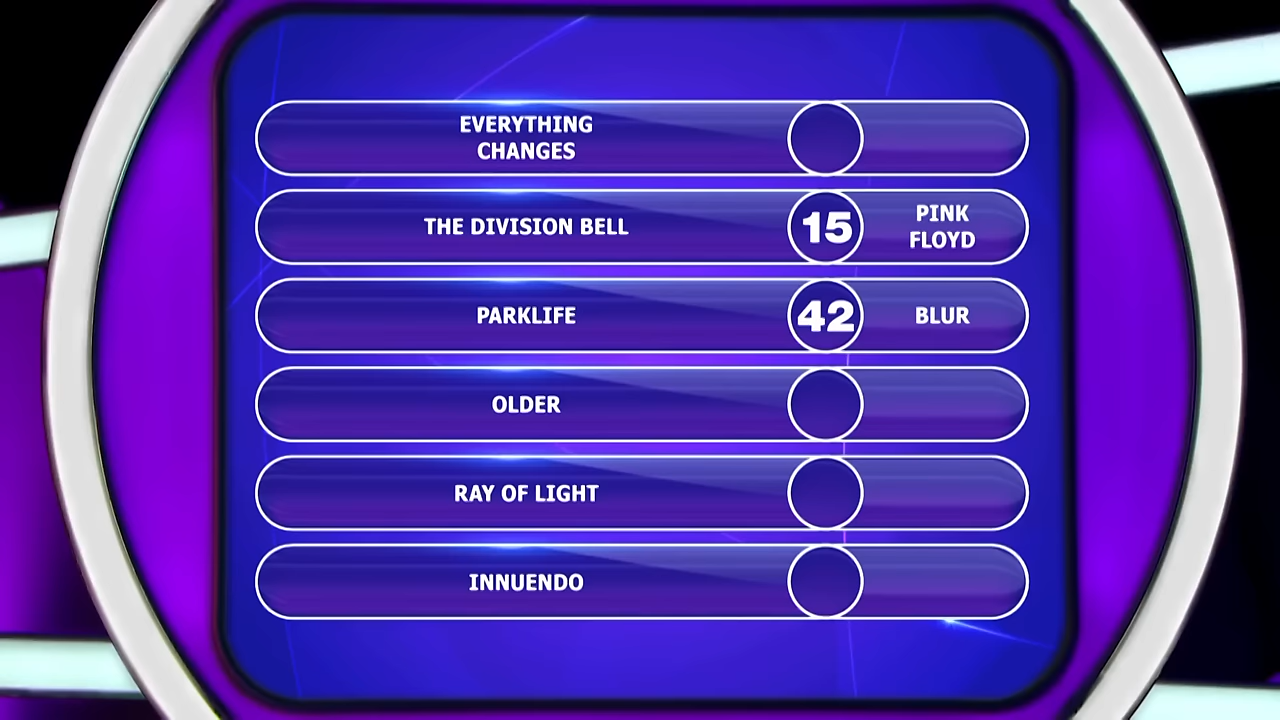 EVERYTHING
CHANGES
THE DIVISION BELL
15
PINK
FLOYD
PARKLIFE
42
BLUR
OLDER
RAY OF LIGHT
INNUENDO